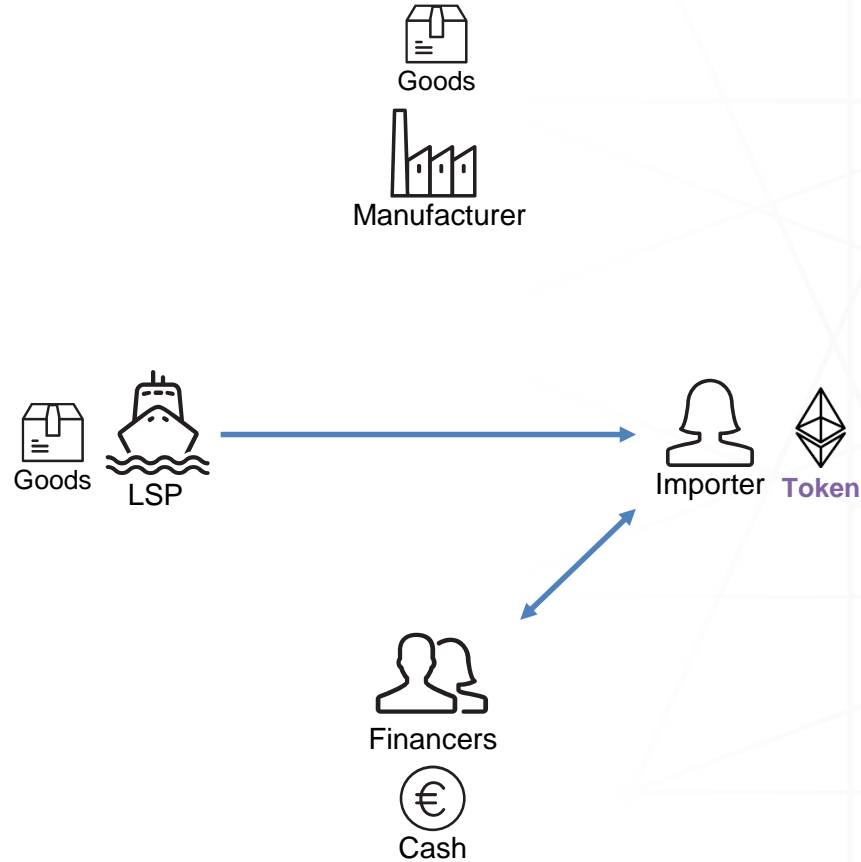 Goods
Manufacturer
Goods
LSP
Importer
Token
Financers
Cash